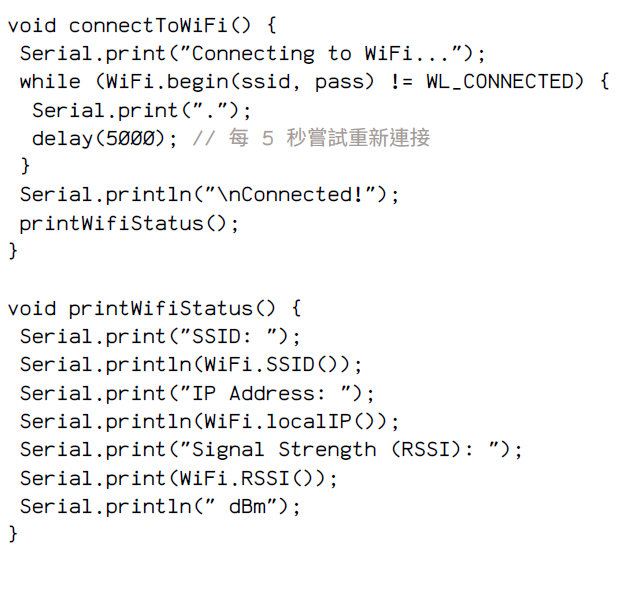 void connectToWiFi() {
 Serial.print("Connecting to WiFi...");
 while (WiFi.begin(ssid, pass) != WL_CONNECTED) {
  Serial.print(".");
  delay(5000); // 每 5 秒嘗試重新連接
 }
 Serial.println("\nConnected!");
 printWifiStatus();
}

void printWifiStatus() {
 Serial.print("SSID: ");
 Serial.println(WiFi.SSID());
 Serial.print("IP Address: ");
 Serial.println(WiFi.localIP());
 Serial.print("Signal Strength (RSSI): ");
 Serial.print(WiFi.RSSI());
 Serial.println(" dBm");
}